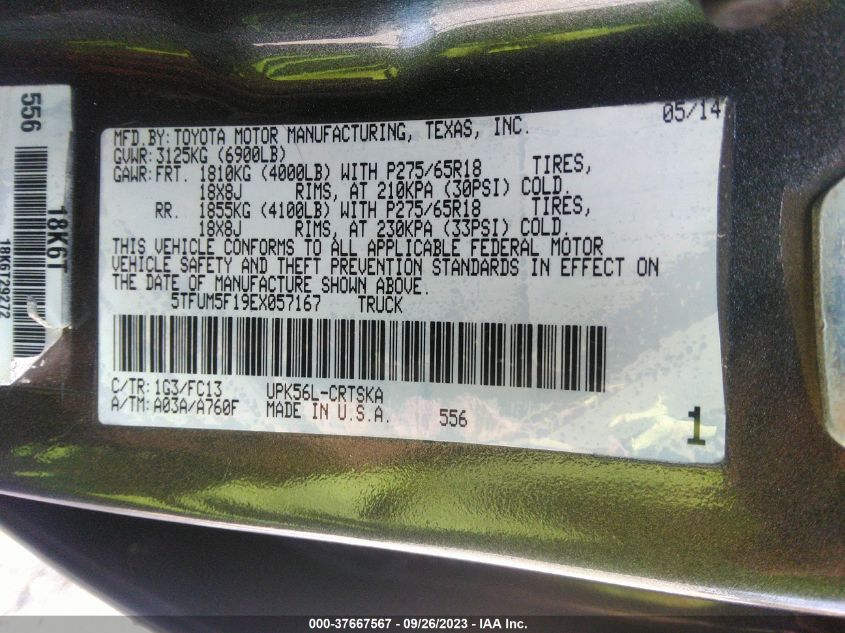 05/14
MFD.BY:TOYOTA MOTOR MANUFACTURING, TEXAS, INC.
GVWR:3125KG (6900LB)
GAWR:FRT. 1810KG (4000LB) WITH P275/65R18 TIRES,
18X8J RIMS, AT 210KPA (30PSI) COLD.
RR. 1855KG (4100LB) WITH P275/65R18 TIRES,
18X8J RIMS, AT 230KPA (33PSI) COLD.
THIS VEHICLE CONFORMS TO ALL APPLICABLE FEDERAL MOTOR
VEHICLE SAFETY AND THEFT PREVENTION STANDARDS IN EFFECT ON
THE DATE OF MANUFACTURE SHOWN ABOVE.
5TFUM5F19EX057167 TRUCK
C/TR:1G3/FC13 UPK56L-CRTSKA
A/TM:A03A/A760F MADE IN U.S.A. 556
1
556
18K6T
18K6T29272
000-37667567 - 09/26/2023 - IAA Inc.